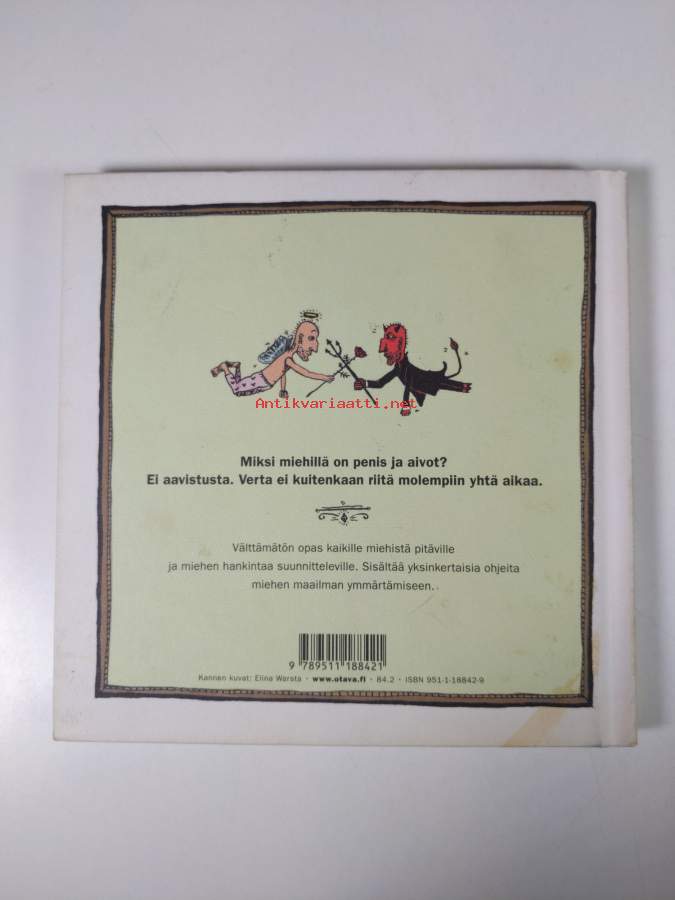 Antikvariaatti.net
Miksi miehillä on penis ja aivot?
Ei aavistusta. Verta ei kuitenkaan riitä molempiin yhtä aikaa.
Välttämätön opas kaikille miehistä pitäville
ja miehen hankintaa suunnitteleville. Sisältää yksinkertaisia ohjeita
miehen maailman ymmärtämiseen.
9 789511 188421
Kannen kuvat: Elina Warsta · www.otava.fi · 84.2 · ISBN 951-1-18842-9